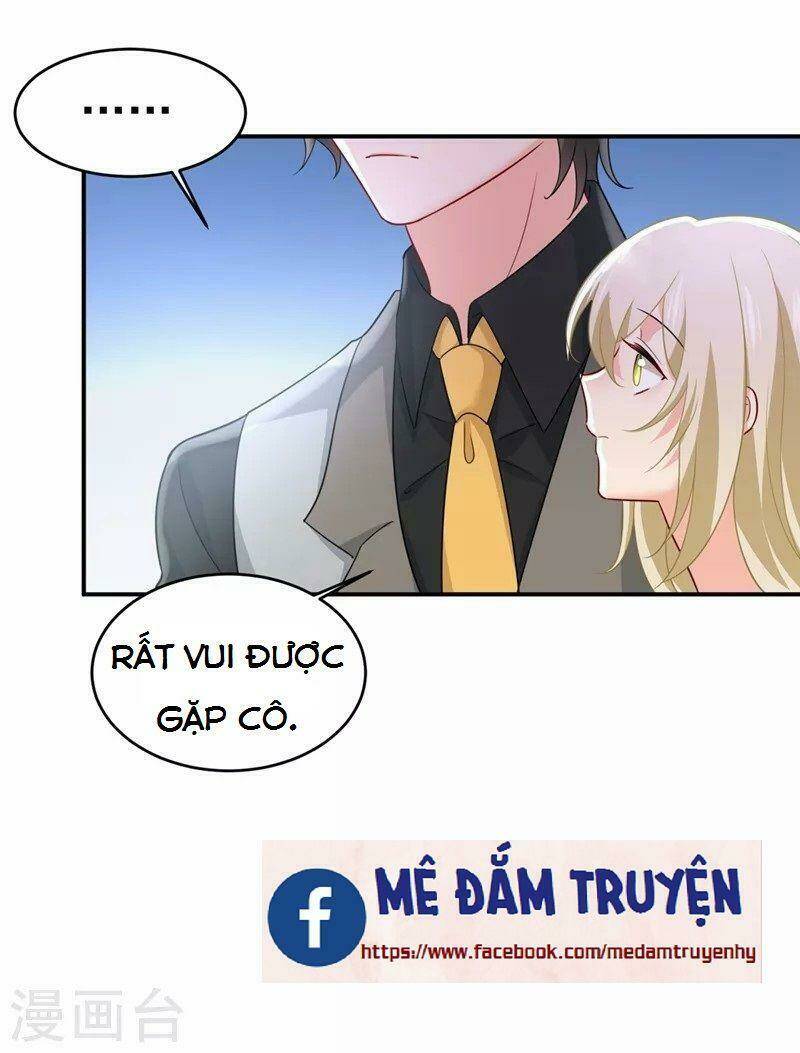 ......
RẤT VUI ĐƯỢC
GẶP CÔ.
MÊ ĐẮM TRUYỆN
https://www.facebook.com/medamtruyenhy
漫画台